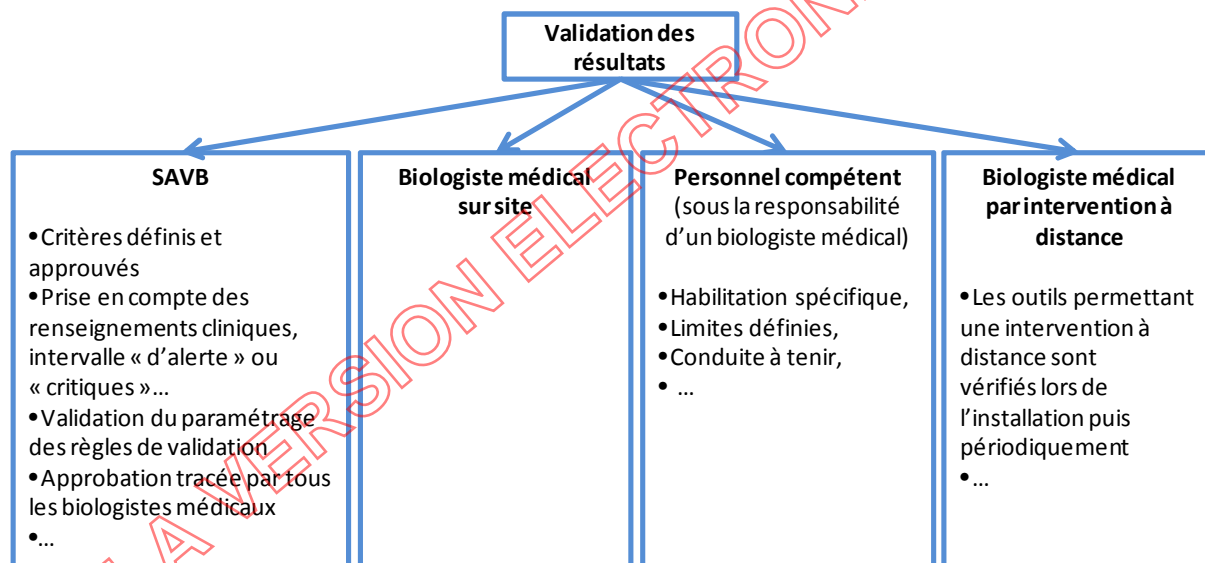 Validation des
résultats
SAVB
•Critères définis et
approuvés
•Prise en compte des
renseignements cliniques,
intervalle « d'alerte » ou
« critiques »...
•Validation du paramétrage
des règles de validation
•Approbation tracée par tous
les biologistes médicaux
•...
Biologiste médical
sur site
Personnel compétent
(sous la responsabilité
d'un biologiste médical)
•Habilitation spécifique,
•Limites définies,
•Conduite à tenir,
• ...
Biologiste médical
par intervention à
distance
•Les outils permettant
une intervention à
distance sont
vérifiés lors de
l'installation puis
périodiquement
•...
LA VERSION ELECTRON